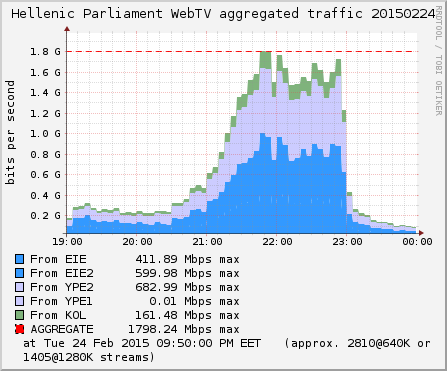 Hellenic Parliament WebTV aggregated traffic 20150224
RRDTOOL / TOBI OETIKER
bits per second
1.8 G
1.6 G
1.4 G
1.2 G
1.0 G
0.8 G
0.6 G
0.4 G
0.2 G
19:00 20:00 21:00 22:00 23:00 00:00
From EIE 411.89 Mbps max
From EIE2 599.98 Mbps max
From YPE2 682.99 Mbps max
From YPE1 0.01 Mbps max
From KOL 161.48 Mbps max
AGGREGATE 1798.24 Mbps max
at Tue 24 Feb 2015 09:50:00 PM EET (approx. 2810@640K or
1405@1280K streams)